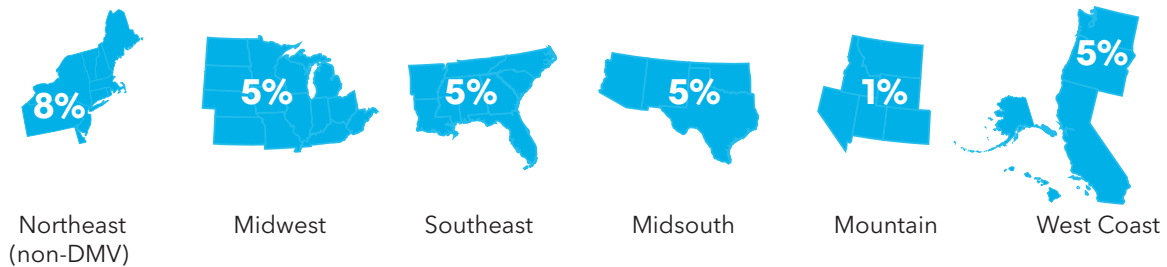 8%
5%
5%
5%
1%
5%
Northeast
(non-DMV)
Midwest
Southeast
Midsouth
Mountain
West Coast